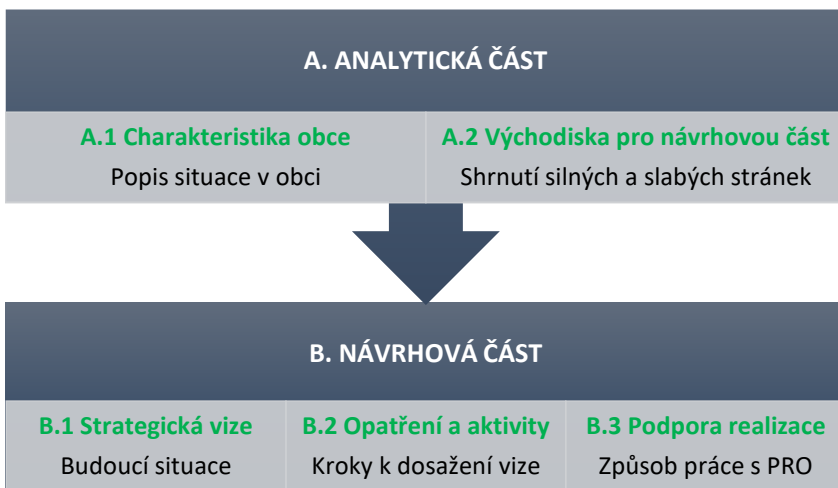 A. ANALYTICKÁ ČÁST
A.1 Charakteristika obce
Popis situace v obci
A.2 Východiska pro návrhovou část
Shrnutí silných a slabých stránek
B. NÁVRHOVÁ ČÁST
B.1 Strategická vize
Budoucí situace
B.2 Opatření a aktivity
Kroky k dosažení vize
B.3 Podpora realizace
Způsob práce s PRO